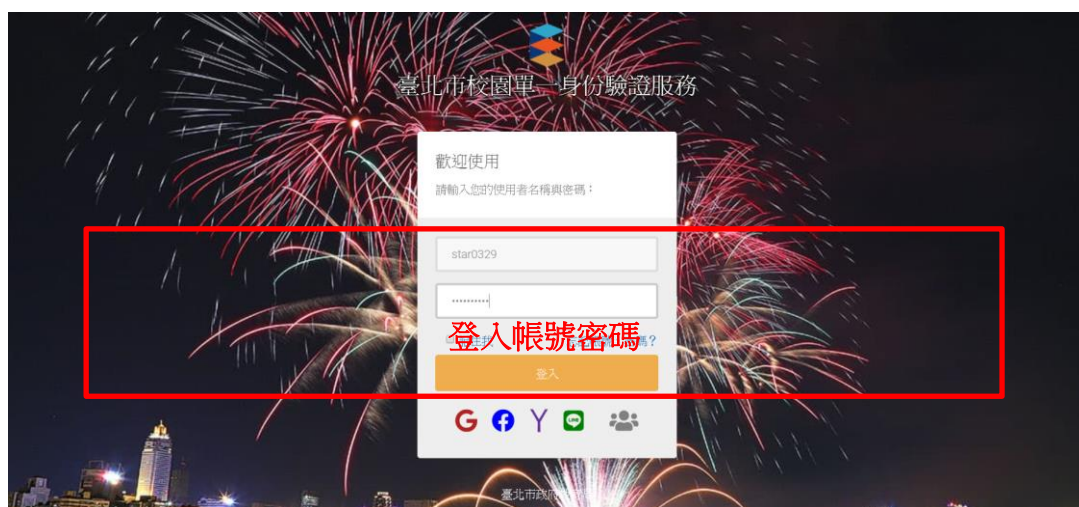 臺北市校園單一身份驗證服務
歡迎使用
請輸入您的使用者名稱與密碼：
star0329
••••••••••
登入帳號密碼
登入
G f Y LINE
臺北市政府